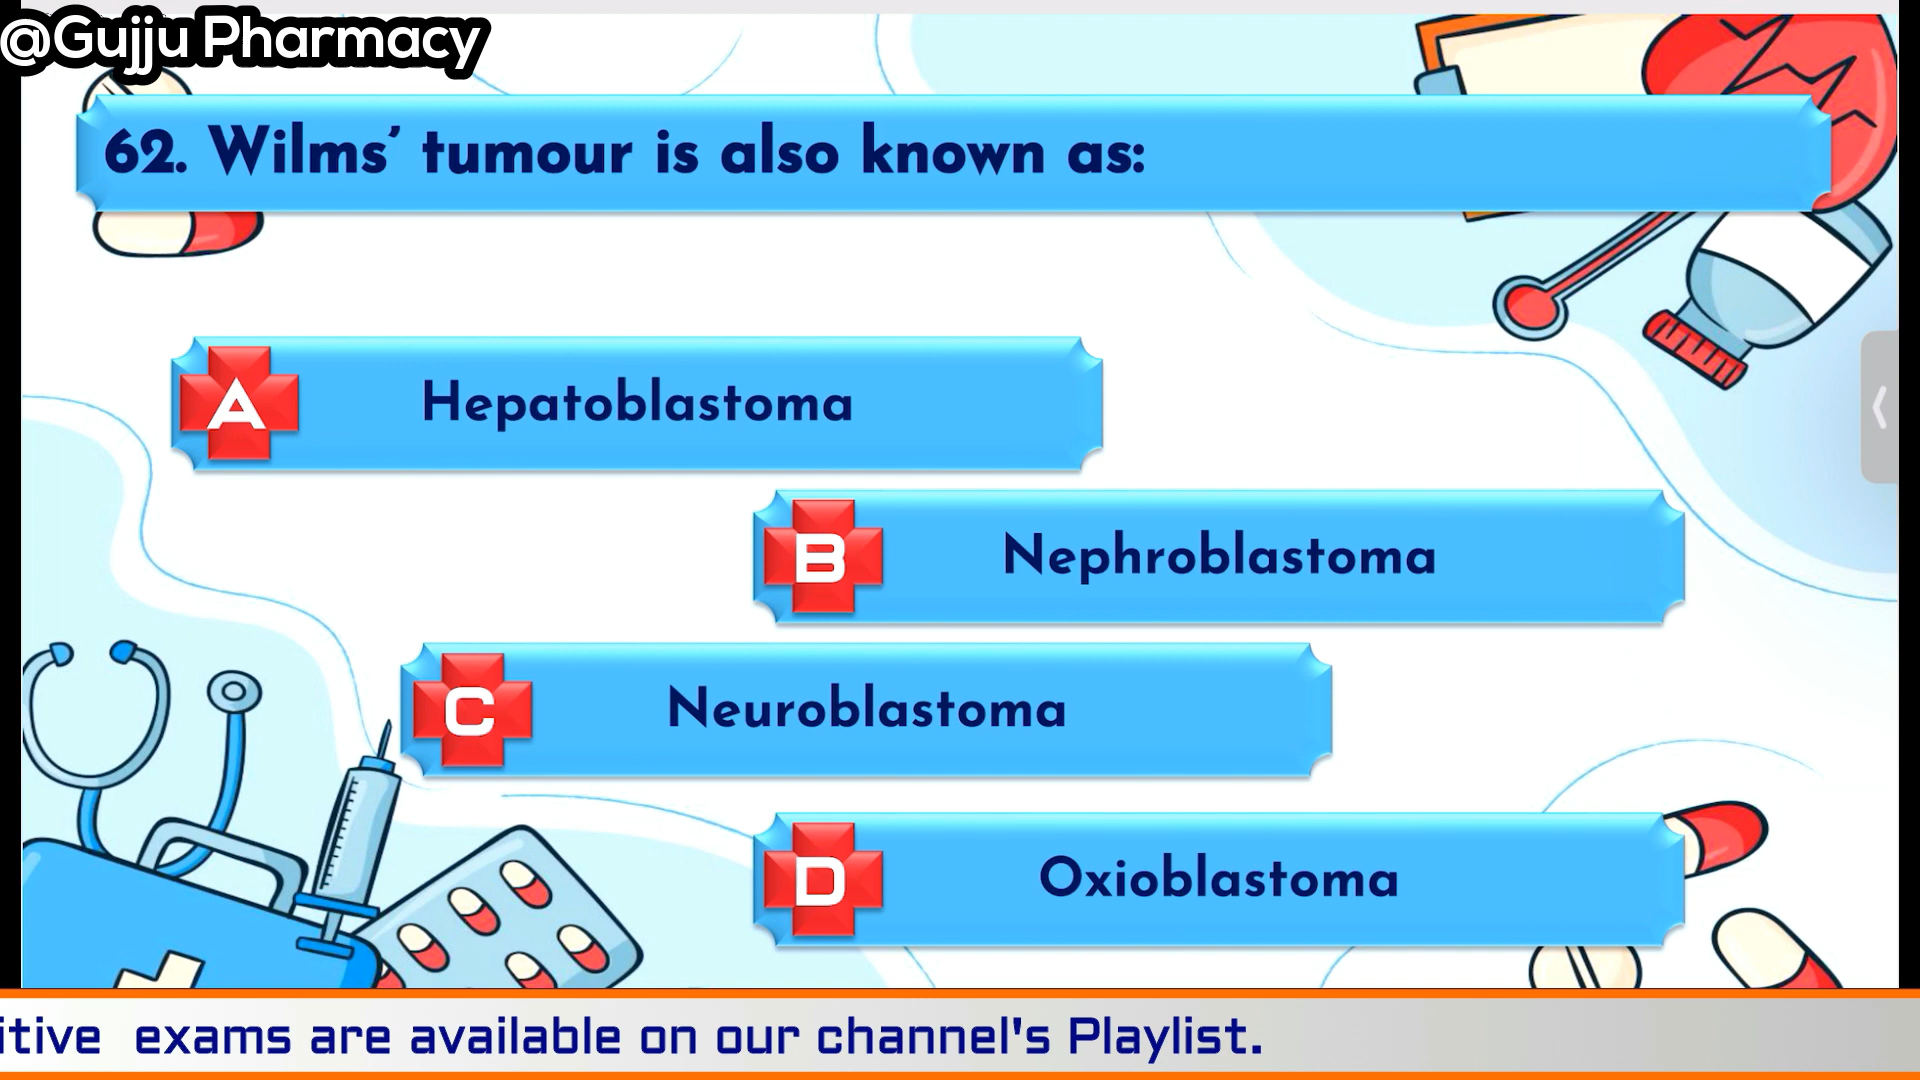 @Gujju Pharmacy
62. Wilms’ tumour is also known as:
A Hepatoblastoma
B Nephroblastoma
C Neuroblastoma
D Oxioblastoma
itive exams are available on our channel's Playlist.